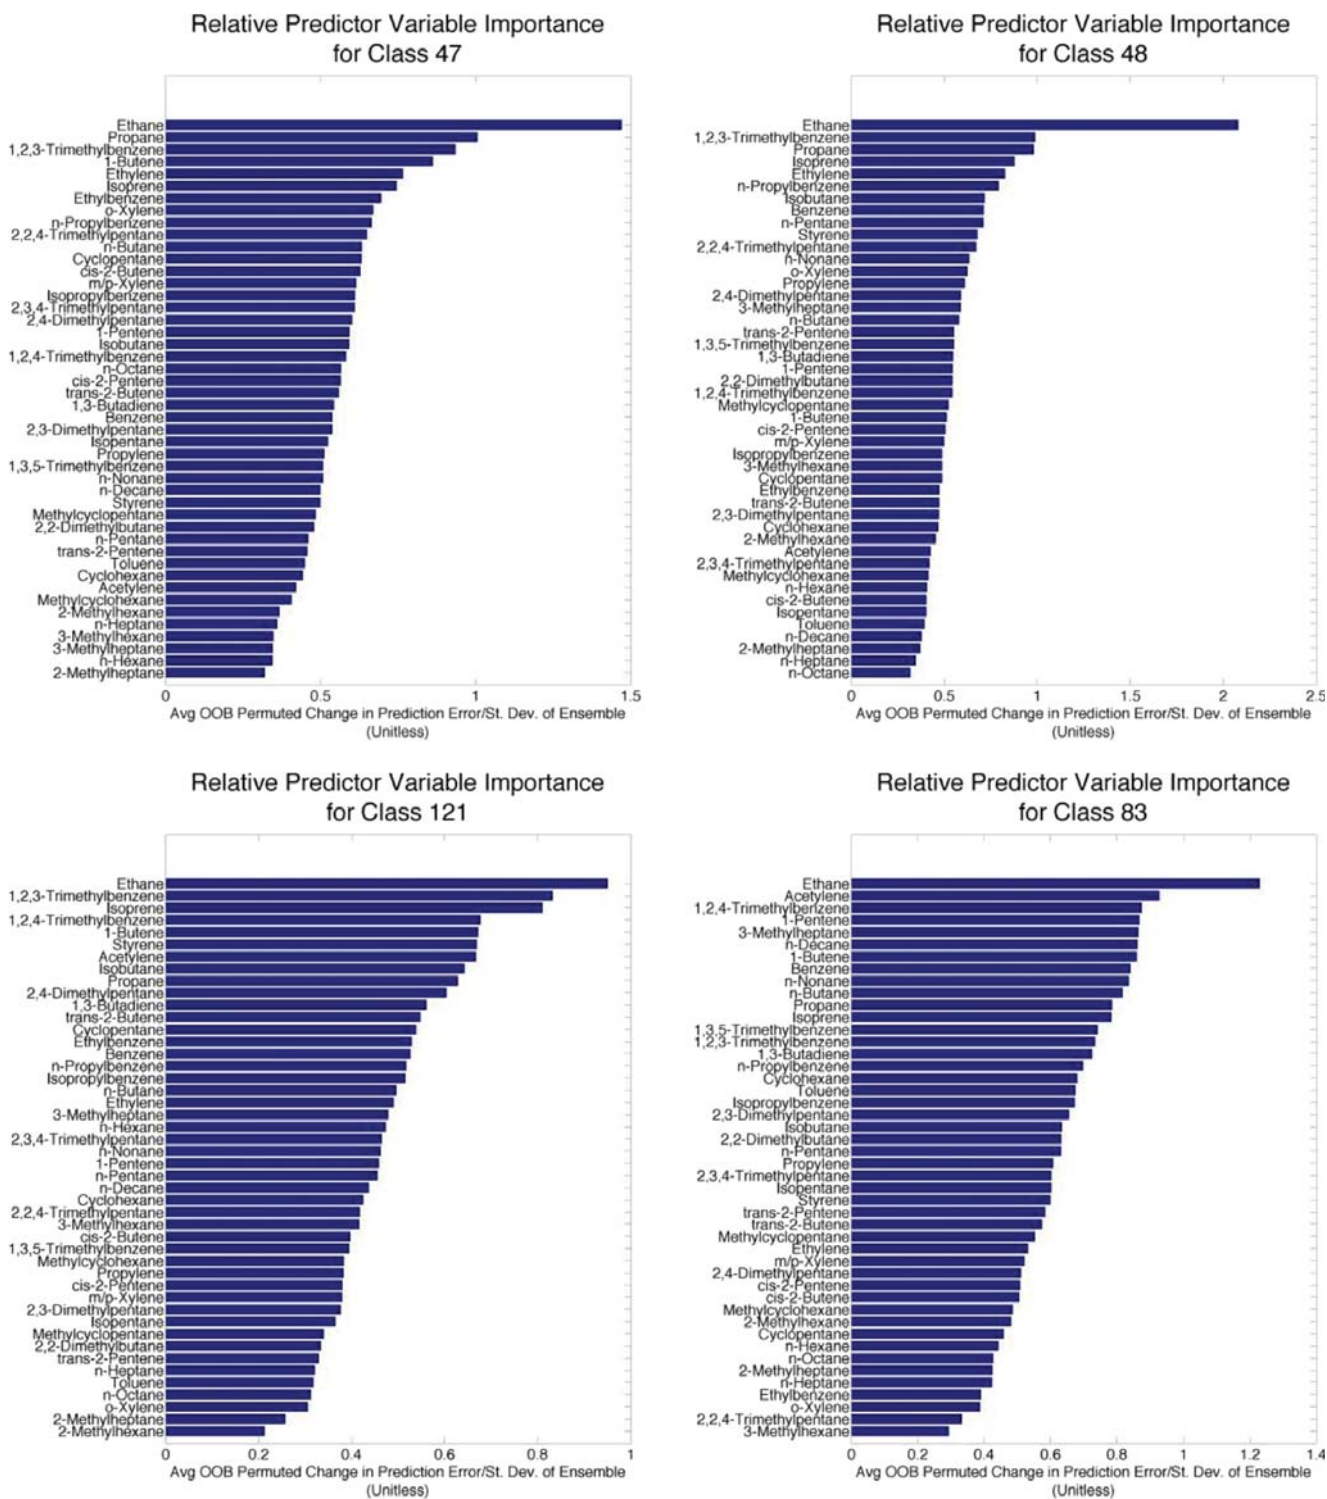 Relative Predictor Variable Importance
for Class 47
Ethane
Propane
1,2,3-Trimethylbenzene
1-Butene
Ethylene
Isoprene
Ethylbenzene
o-Xylene
n-Propylbenzene
2,2,4-Trimethylpentane
n-Butane
Cyclopentane
cis-2-Butene
m/p-Xylene
Isopropylbenzene
2,3,4-Trimethylpentane
2,4-Dimethylpentane
1-Pentene
Isobutane
1,2,4-Trimethylbenzene
n-Octane
cis-2-Pentene
trans-2-Butene
1,3-Butadiene
Benzene
2,3-Dimethylpentane
Isopentane
Propylene
1,3,5-Trimethylbenzene
n-Nonane
n-Decane
Styrene
Methylcyclopentane
2,2-Dimethylbutane
n-Pentane
trans-2-Pentene
Toluene
Cyclohexane
Acetylene
Methylcyclohexane
2-Methylhexane
n-Heptane
3-Methylhexane
3-Methylheptane
n-Hexane
2-Methylheptane
0 0.5 1 1.5
Avg OOB Permuted Change in Prediction Error/St. Dev. of Ensemble
(Unitless)
Relative Predictor Variable Importance
for Class 48
Ethane
1,2,3-Trimethylbenzene
Propane
Isoprene
Ethylene
n-Propylbenzene
Isobutane
Benzene
n-Pentane
Styrene
2,2,4-Trimethylpentane
n-Nonane
o-Xylene
Propylene
2,4-Dimethylpentane
3-Methylheptane
n-Butane
trans-2-Pentene
1,3,5-Trimethylbenzene
1,3-Butadiene
1-Pentene
2,2-Dimethylbutane
1,2,4-Trimethylbenzene
Methylcyclopentane
1-Butene
cis-2-Pentene
m/p-Xylene
Isopropylbenzene
3-Methylhexane
Cyclopentane
Ethylbenzene
trans-2-Butene
2,3-Dimethylpentane
Cyclohexane
2-Methylhexane
Acetylene
2,3,4-Trimethylpentane
Methylcyclohexane
n-Hexane
cis-2-Butene
Isopentane
Toluene
n-Decane
2-Methylheptane
n-Heptane
n-Octane
0 0.5 1 1.5 2 2.5
Avg OOB Permuted Change in Prediction Error/St. Dev. of Ensemble
(Unitless)
Relative Predictor Variable Importance
for Class 121
Ethane
1,2,3-Trimethylbenzene
Isoprene
1,2,4-Trimethylbenzene
1-Butene
Styrene
Acetylene
Isobutane
Propane
2,4-Dimethylpentane
1,3-Butadiene
trans-2-Butene
Cyclopentane
Ethylbenzene
Benzene
n-Propylbenzene
Isopropylbenzene
n-Butane
Ethylene
3-Methylheptane
n-Hexane
2,3,4-Trimethylpentane
n-Nonane
1-Pentene
n-Pentane
n-Decane
Cyclohexane
2,2,4-Trimethylpentane
3-Methylhexane
cis-2-Butene
1,3,5-Trimethylbenzene
Methylcyclohexane
Propylene
cis-2-Pentene
m/p-Xylene
2,3-Dimethylpentane
Isopentane
Methylcyclopentane
2,2-Dimethylbutane
trans-2-Pentene
n-Heptane
Toluene
n-Octane
o-Xylene
2-Methylheptane
2-Methylhexane
0 0.2 0.4 0.6 0.8 1
Avg OOB Permuted Change in Prediction Error/St. Dev. of Ensemble
(Unitless)
Relative Predictor Variable Importance
for Class 83
Ethane
Acetylene
1,2,4-Trimethylbenzene
1-Pentene
3-Methylheptane
n-Decane
1-Butene
Benzene
n-Nonane
n-Butane
Propane
Isoprene
1,3,5-Trimethylbenzene
1,2,3-Trimethylbenzene
1,3-Butadiene
n-Propylbenzene
Cyclohexane
Toluene
Isopropylbenzene
2,3-Dimethylpentane
Isobutane
2,2-Dimethylbutane
n-Pentane
Propylene
2,3,4-Trimethylpentane
Isopentane
Styrene
trans-2-Pentene
trans-2-Butene
Methylcyclopentane
Ethylene
m/p-Xylene
2,4-Dimethylpentane
cis-2-Pentene
cis-2-Butene
Methylcyclohexane
2-Methylhexane
Cyclopentane
n-Hexane
n-Octane
2-Methylheptane
n-Heptane
Ethylbenzene
o-Xylene
2,2,4-Trimethylpentane
3-Methylhexane
0 0.2 0.4 0.6 0.8 1 1.2 1.4
Avg OOB Permuted Change in Prediction Error/St. Dev. of Ensemble
(Unitless)